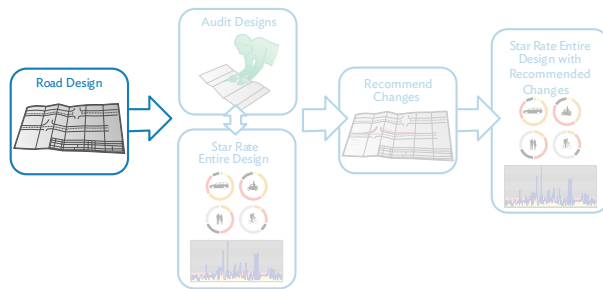 Road Design
Audit Designs
Star Rate
Entire Design
Recommend
Changes
Star Rate Entire
Design with
Recommended
Changes